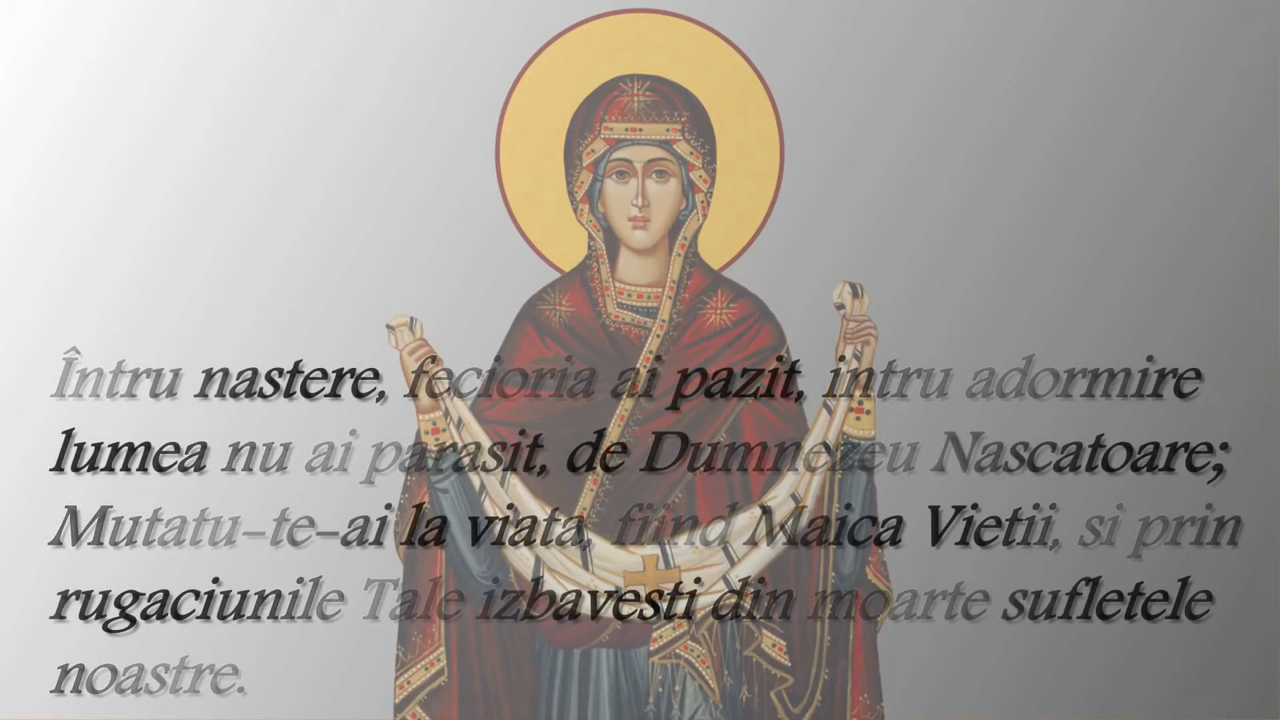 Întru nastere, fecioria ai pazit, intru adormire
lumea nu ai parasit, de Dumnezeu Nascatoare;
Mutatu-te-ai la viata, fiind Maica Vietii, si prin
rugaciunile Tale izbavesti din moarte sufletele
noastre.